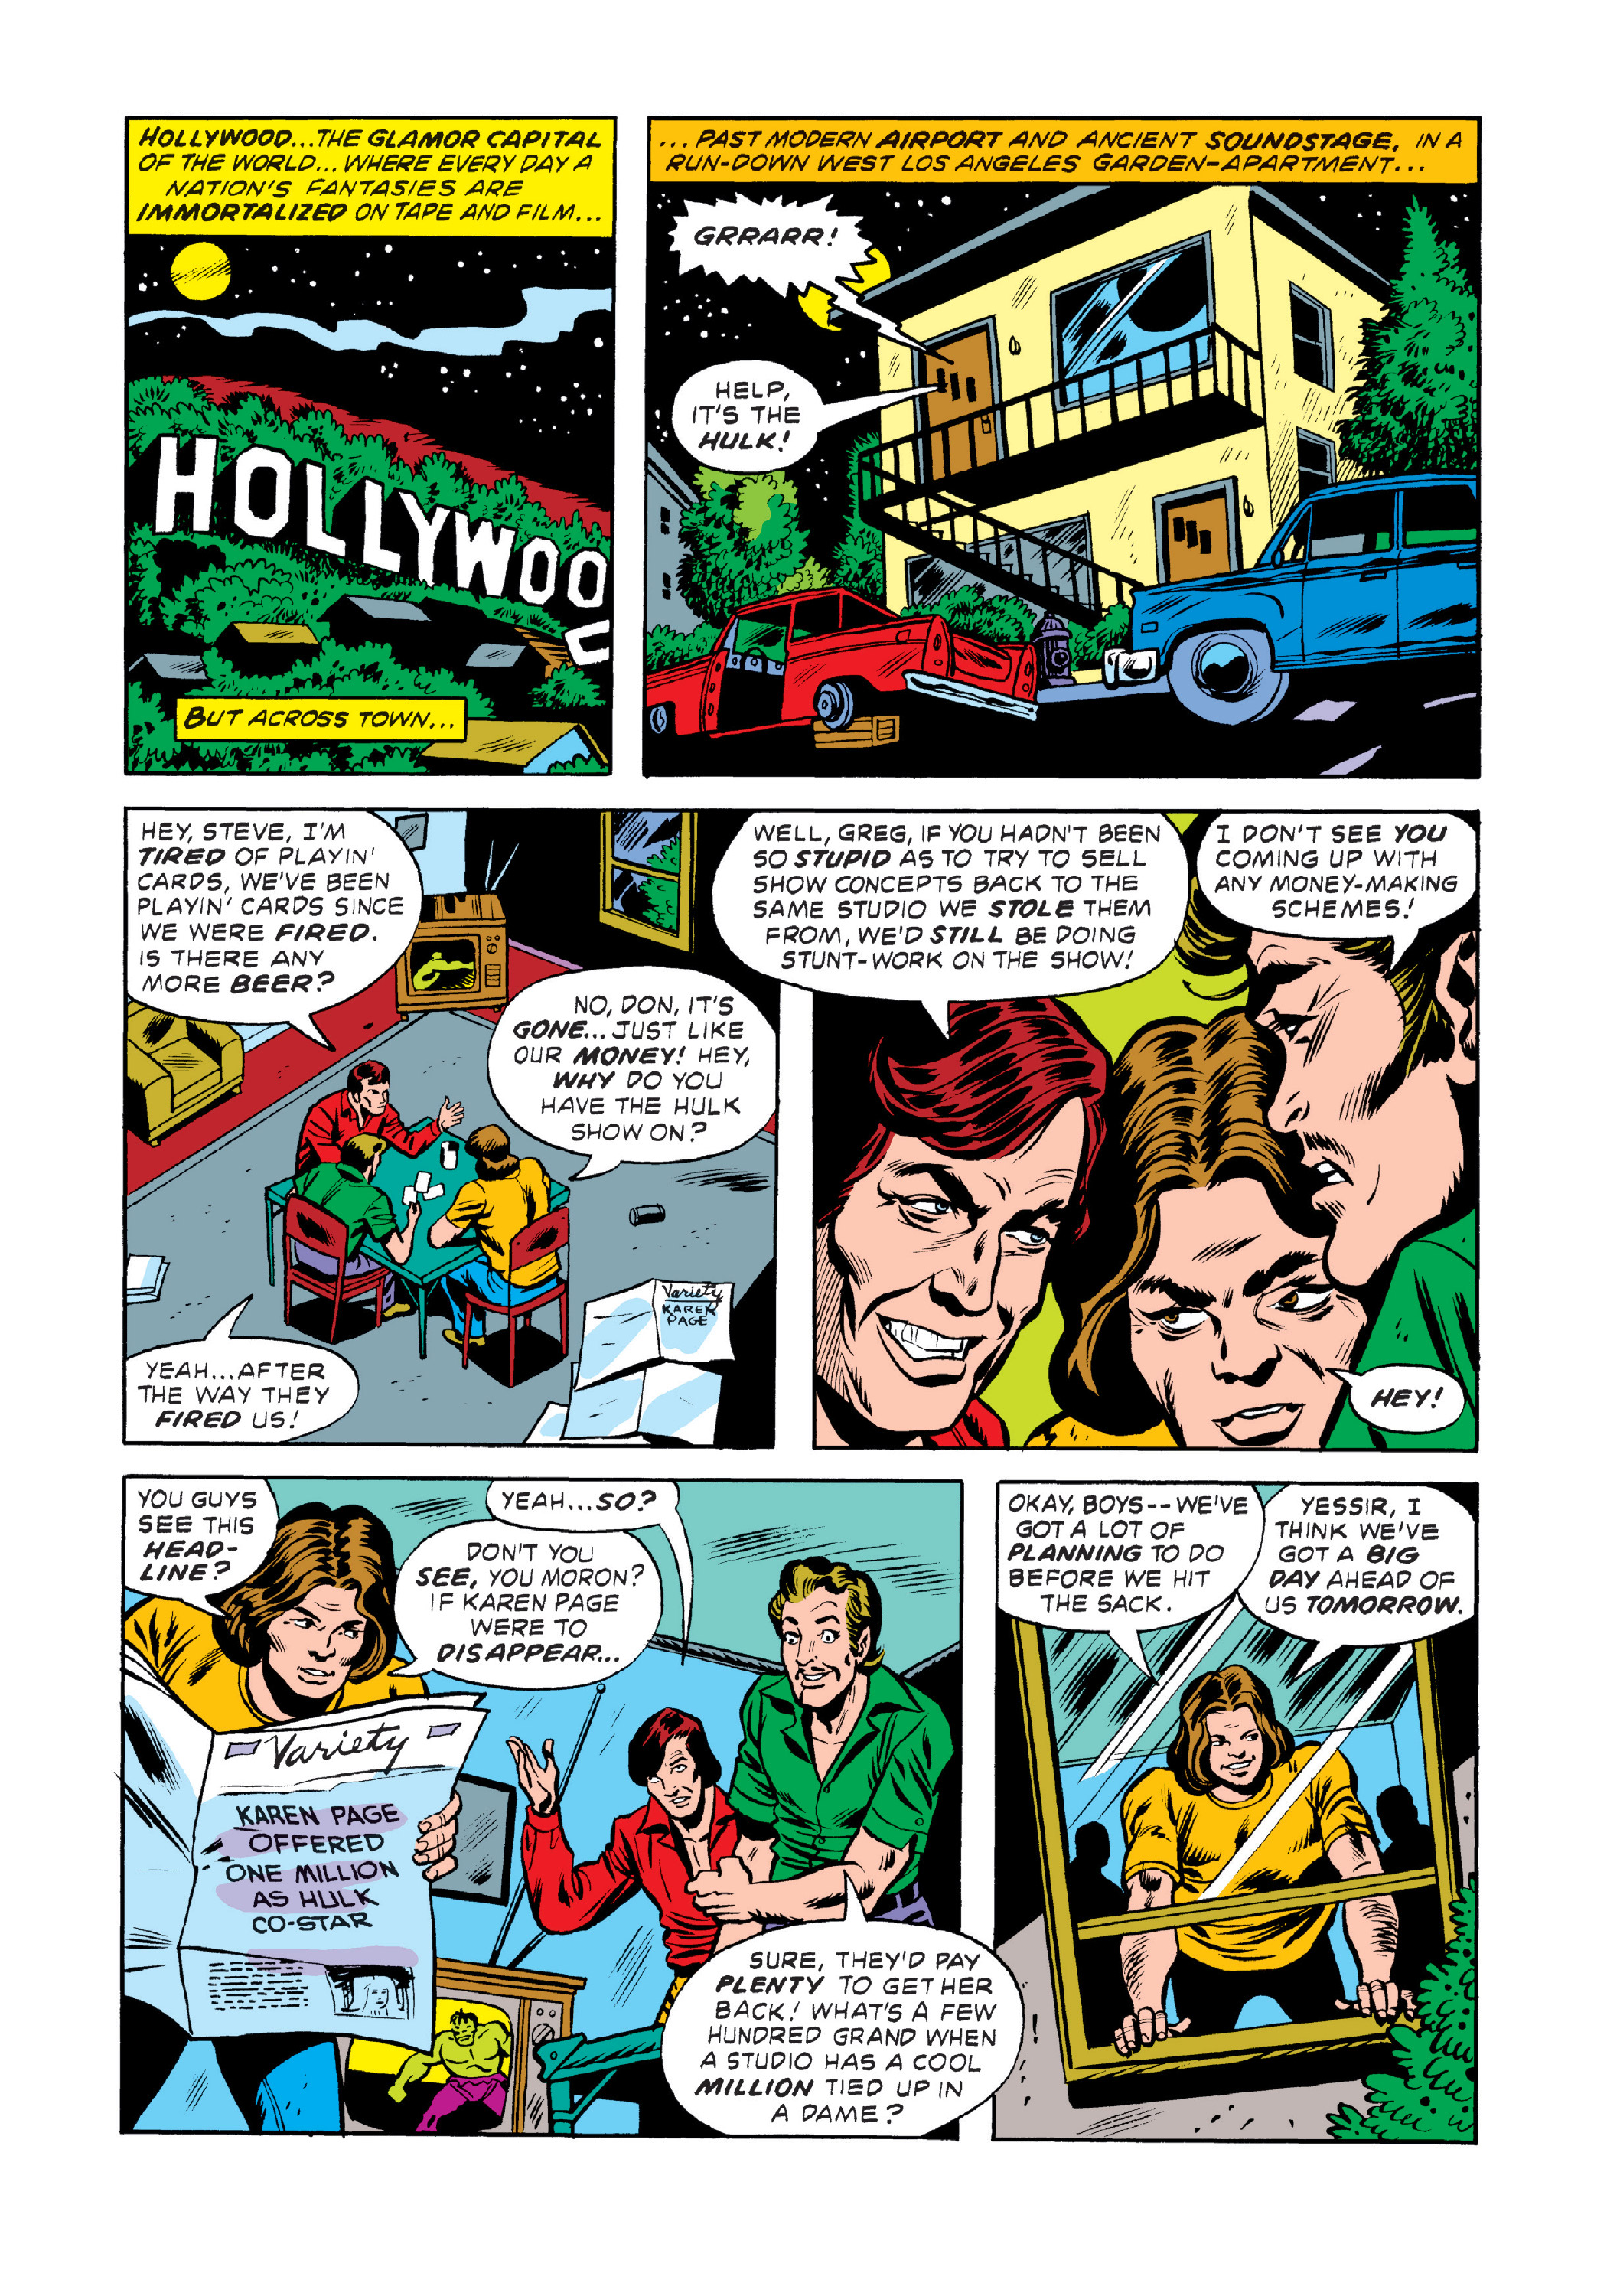 HOLLYWOOD...THE GLAMOR CAPITAL
OF THE WORLD... WHERE EVERY DAY A
NATION'S FANTASIES ARE
IMMORTALIZED ON TAPE AND FILM...
HOLLYWOO
BUT ACROSS TOWN...
...PAST MODERN AIRPORT AND ANCIENT SOUNDSTAGE, IN A
RUN-DOWN WEST LOS ANGELES GARDEN-APARTMENT...
GRRARR!
HELP,
IT'S THE
HULK!
HEY, STEVE, I'M
TIRED OF PLAYIN'
CARDS, WE'VE BEEN
PLAYIN' CARDS SINCE
WE WERE FIRED.
IS THERE ANY
MORE BEER?
NO, DON, IT'S
GONE... JUST LIKE
OUR MONEY! HEY,
WHY DO YOU
HAVE THE HULK
SHOW ON?
YEAH...AFTER
THE WAY THEY
FIRED US!
Variety
KAREN
PAGE
WELL, GREG, IF YOU HADN'T BEEN
SO STUPID AS TO TRY TO SELL
SHOW CONCEPTS BACK TO THE
SAME STUDIO WE STOLE THEM
FROM, WE'D STILL BE DOING
STUNT-WORK ON THE SHOW!
I DON'T SEE YOU
COMING UP WITH
ANY MONEY-MAKING
SCHEMES!
HEY!
YOU GUYS
SEE THIS
HEAD-
LINE?
YEAH...SO?
DON'T YOU
SEE, YOU MORON?
IF KAREN PAGE
WERE TO
DISAPPEAR...
Variety
KAREN PAGE
OFFERED
ONE MILLION
AS HULK
CO-STAR
SURE, THEY'D PAY
PLENTY TO GET HER
BACK! WHAT'S A FEW
HUNDRED GRAND WHEN
A STUDIO HAS A COOL
MILLION TIED UP IN
A DAME?
OKAY, BOYS--WE'VE
GOT A LOT OF
PLANNING TO DO
BEFORE WE HIT
THE SACK.
YESSIR, I
THINK WE'VE
GOT A BIG
DAY AHEAD OF
US TOMORROW.